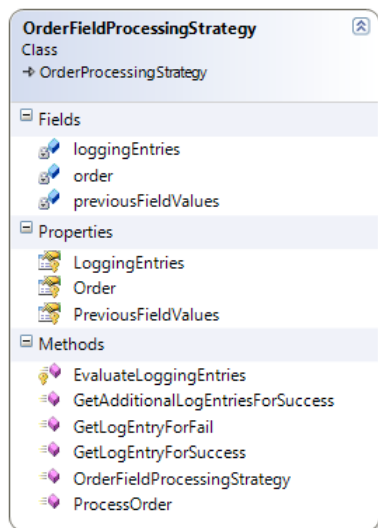 OrderFieldProcessingStrategy
Class
OrderProcessingStrategy
Fields
loggingEntries
order
previousFieldValues
Properties
LoggingEntries
Order
PreviousFieldValues
Methods
EvaluateLoggingEntries
GetAdditionalLogEntriesForSuccess
GetLogEntryForFail
GetLogEntryForSuccess
OrderFieldProcessingStrategy
ProcessOrder